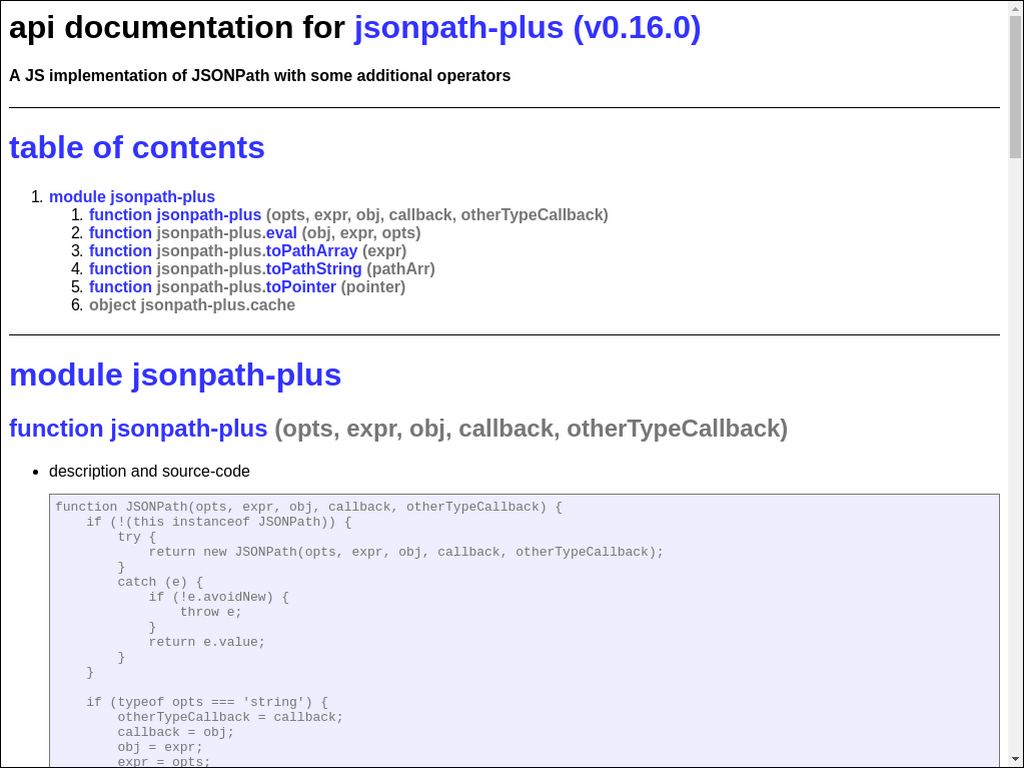 api documentation for jsonpath-plus (v0.16.0)
A JS implementation of JSONPath with some additional operators
table of contents
1. module jsonpath-plus
1. function jsonpath-plus (opts, expr, obj, callback, otherTypeCallback)
2. function jsonpath-plus.eval (obj, expr, opts)
3. function jsonpath-plus.toPathArray (expr)
4. function jsonpath-plus.toPathString (pathArr)
5. function jsonpath-plus.toPointer (pointer)
6. object jsonpath-plus.cache
module jsonpath-plus
function jsonpath-plus (opts, expr, obj, callback, otherTypeCallback)
• description and source-code
function JSONPath(opts, expr, obj, callback, otherTypeCallback) {
    if (!(this instanceof JSONPath)) {
        try {
            return new JSONPath(opts, expr, obj, callback, otherTypeCallback);
        }
        catch (e) {
            if (!e.avoidNew) {
                throw e;
            }
            return e.value;
        }
    }
    if (typeof opts === 'string') {
        otherTypeCallback = callback;
        callback = obj;
        obj = expr;
        expr = opts;